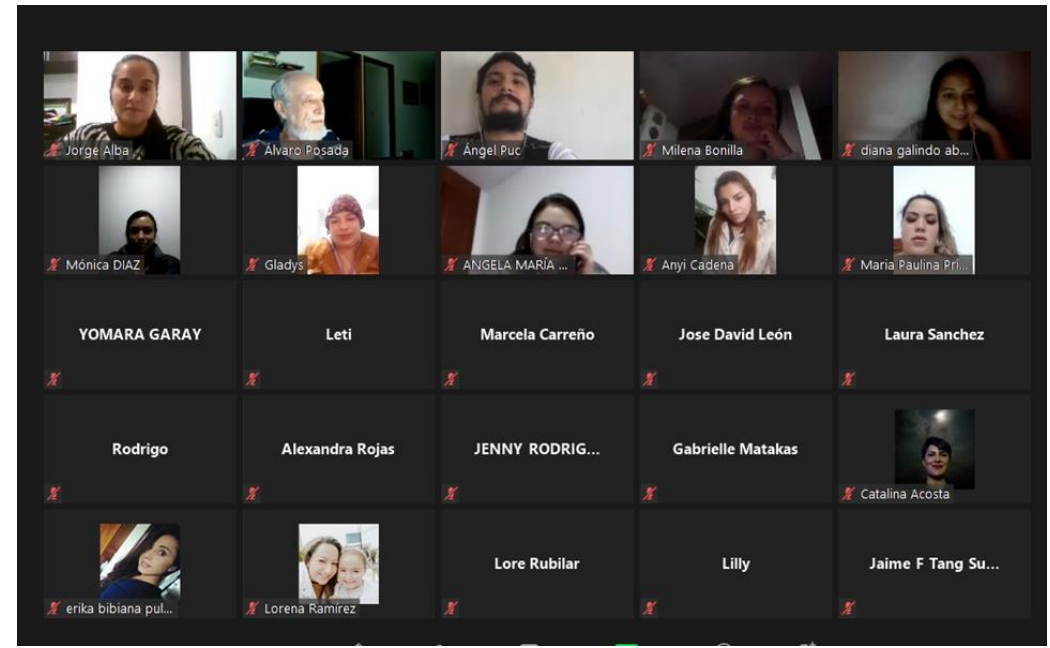 Jorge Alba
Álvaro Posada
Ángel Puc
Milena Bonilla
diana galindo ab...
Mónica DIAZ
Gladys
ANGELA MARÍA ...
Anyi Cadena
Maria Paulina Pri...
YOMARA GARAY
Leti
Marcela Carreño
Jose David León
Laura Sanchez
Rodrigo
Alexandra Rojas
JENNY RODRIG...
Gabrielle Matakas
Catalina Acosta
erika bibiana pul...
Lorena Ramírez
Lore Rubilar
Lilly
Jaime F Tang Su...